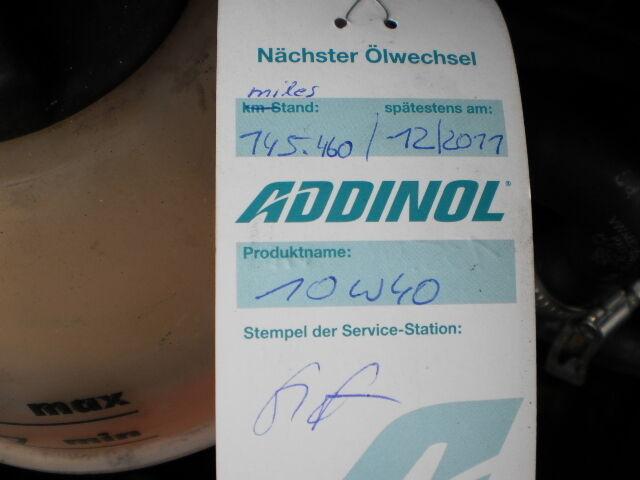 Nächster Ölwechsel
miles
km-Stand: spätestens am:
145.460 / 12/2011
ADDINOL®
Produktname:
10W40
Stempel der Service-Station:
max
min